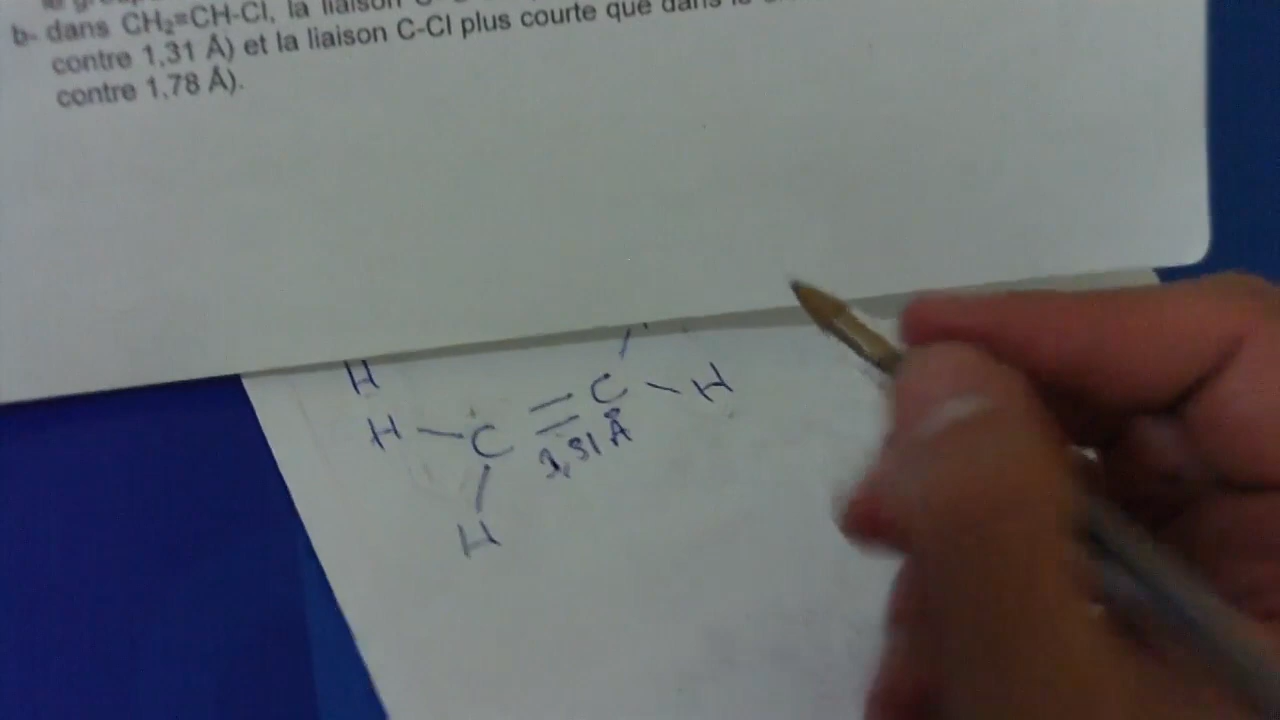 b- dans CH₂=CH-Cl, la liaison
contre 1,31 Å) et la liaison C-Cl plus courte que dans
contre 1,78 Å).
H
H - C = C - H
1,31 Å
H